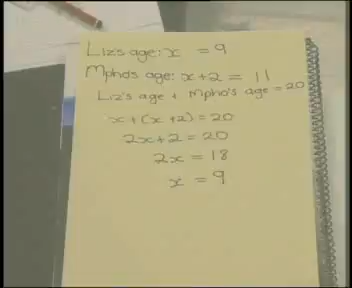 Liz's age: x = 9
Mpho's age: x+2 = 11
Liz's age + Mpho's age = 20
x+(x+2) = 20
2x+2 = 20
2x = 18
x = 9